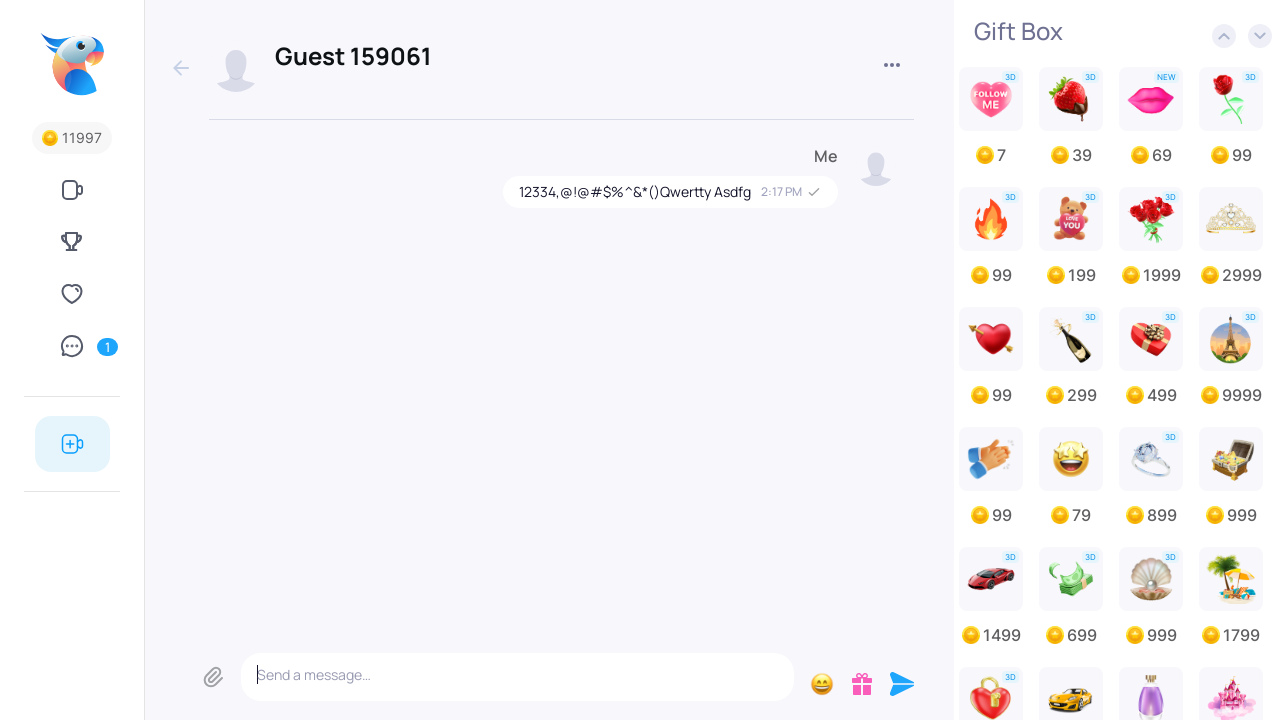 11997
1
Guest 159061
Me
12334,@!@#$%^&*()Qwertty Asdfg 2:17 PM
Send a message...
Gift Box
3D 3D NEW 3D
FOLLOW
ME
7 39 69 99
3D 3D 3D
LOVE
YOU
99 199 1999 2999
3D 3D 3D
99 299 499 9999
3D
99 79 899 999
3D 3D 3D
1499 699 999 1799
3D